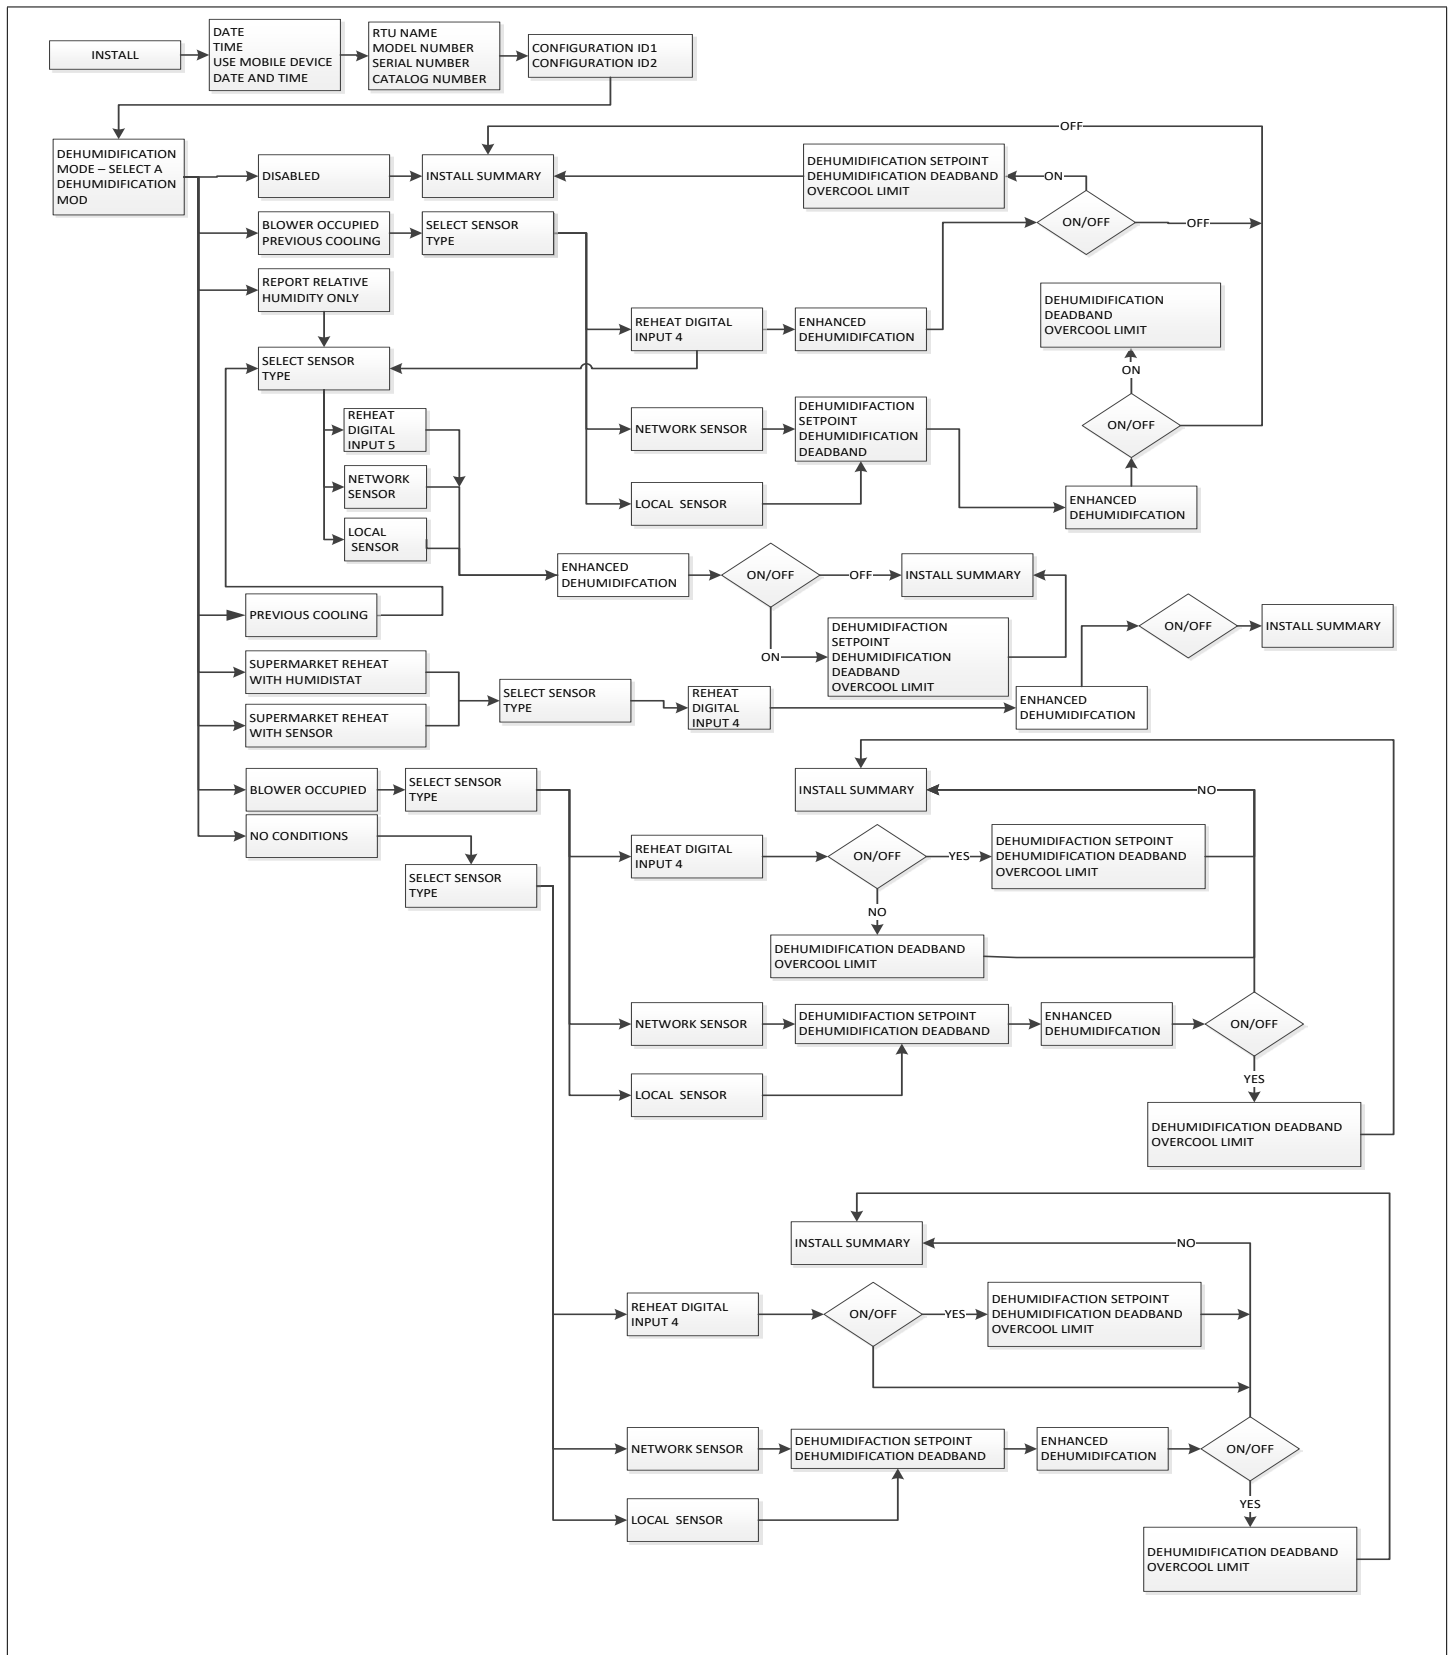 INSTALL
DATE
TIME
USE MOBILE DEVICE
DATE AND TIME
RTU NAME
MODEL NUMBER
SERIAL NUMBER
CATALOG NUMBER
CONFIGURATION ID1
CONFIGURATION ID2
OFF
DEHUMIDIFICATION
MODE – SELECT A
DEHUMIDIFICATION
MOD
DISABLED
INSTALL SUMMARY
DEHUMIDIFICATION SETPOINT
DEHUMIDIFICATION DEADBAND
OVERCOOL LIMIT
ON
ON/OFF
OFF
BLOWER OCCUPIED
PREVIOUS COOLING
SELECT SENSOR
TYPE
REPORT RELATIVE
HUMIDITY ONLY
REHEAT DIGITAL
INPUT 4
ENHANCED
DEHUMIDIFCATION
DEHUMIDIFICATION
DEADBAND
OVERCOOL LIMIT
ON
ON/OFF
SELECT SENSOR
TYPE
REHEAT
DIGITAL
INPUT 5
NETWORK SENSOR
DEHUMIDIFACTION
SETPOINT
DEHUMIDIFICATION
DEADBAND
NETWORK
SENSOR
LOCAL  SENSOR
ENHANCED
DEHUMIDIFCATION
LOCAL
SENSOR
ENHANCED
DEHUMIDIFCATION
ON/OFF
OFF
INSTALL SUMMARY
ON
DEHUMIDIFACTION
SETPOINT
DEHUMIDIFICATION
DEADBAND
OVERCOOL LIMIT
PREVIOUS COOLING
ON/OFF
INSTALL SUMMARY
SUPERMARKET REHEAT
WITH HUMIDISTAT
SUPERMARKET REHEAT
WITH SENSOR
SELECT SENSOR
TYPE
REHEAT
DIGITAL
INPUT 4
ENHANCED
DEHUMIDIFCATION
BLOWER OCCUPIED
SELECT SENSOR
TYPE
INSTALL SUMMARY
NO
NO CONDITIONS
SELECT SENSOR
TYPE
REHEAT DIGITAL
INPUT 4
ON/OFF
YES
DEHUMIDIFACTION SETPOINT
DEHUMIDIFICATION DEADBAND
OVERCOOL LIMIT
NO
DEHUMIDIFICATION DEADBAND
OVERCOOL LIMIT
NETWORK SENSOR
DEHUMIDIFACTION SETPOINT
DEHUMIDIFICATION DEADBAND
ENHANCED
DEHUMIDIFCATION
ON/OFF
YES
LOCAL  SENSOR
DEHUMIDIFICATION DEADBAND
OVERCOOL LIMIT
INSTALL SUMMARY
NO
REHEAT DIGITAL
INPUT 4
ON/OFF
YES
DEHUMIDIFACTION SETPOINT
DEHUMIDIFICATION DEADBAND
OVERCOOL LIMIT
NETWORK SENSOR
DEHUMIDIFACTION SETPOINT
DEHUMIDIFICATION DEADBAND
ENHANCED
DEHUMIDIFCATION
ON/OFF
YES
LOCAL  SENSOR
DEHUMIDIFICATION DEADBAND
OVERCOOL LIMIT